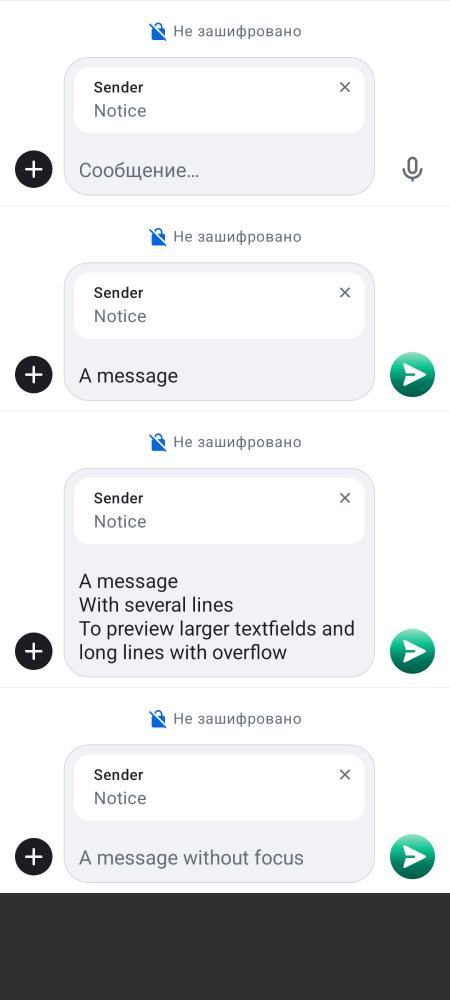 Не зашифровано
Sender
Notice
Сообщение…
Не зашифровано
Sender
Notice
A message
Не зашифровано
Sender
Notice
A message
With several lines
To preview larger textfields and
long lines with overflow
Не зашифровано
Sender
Notice
A message without focus